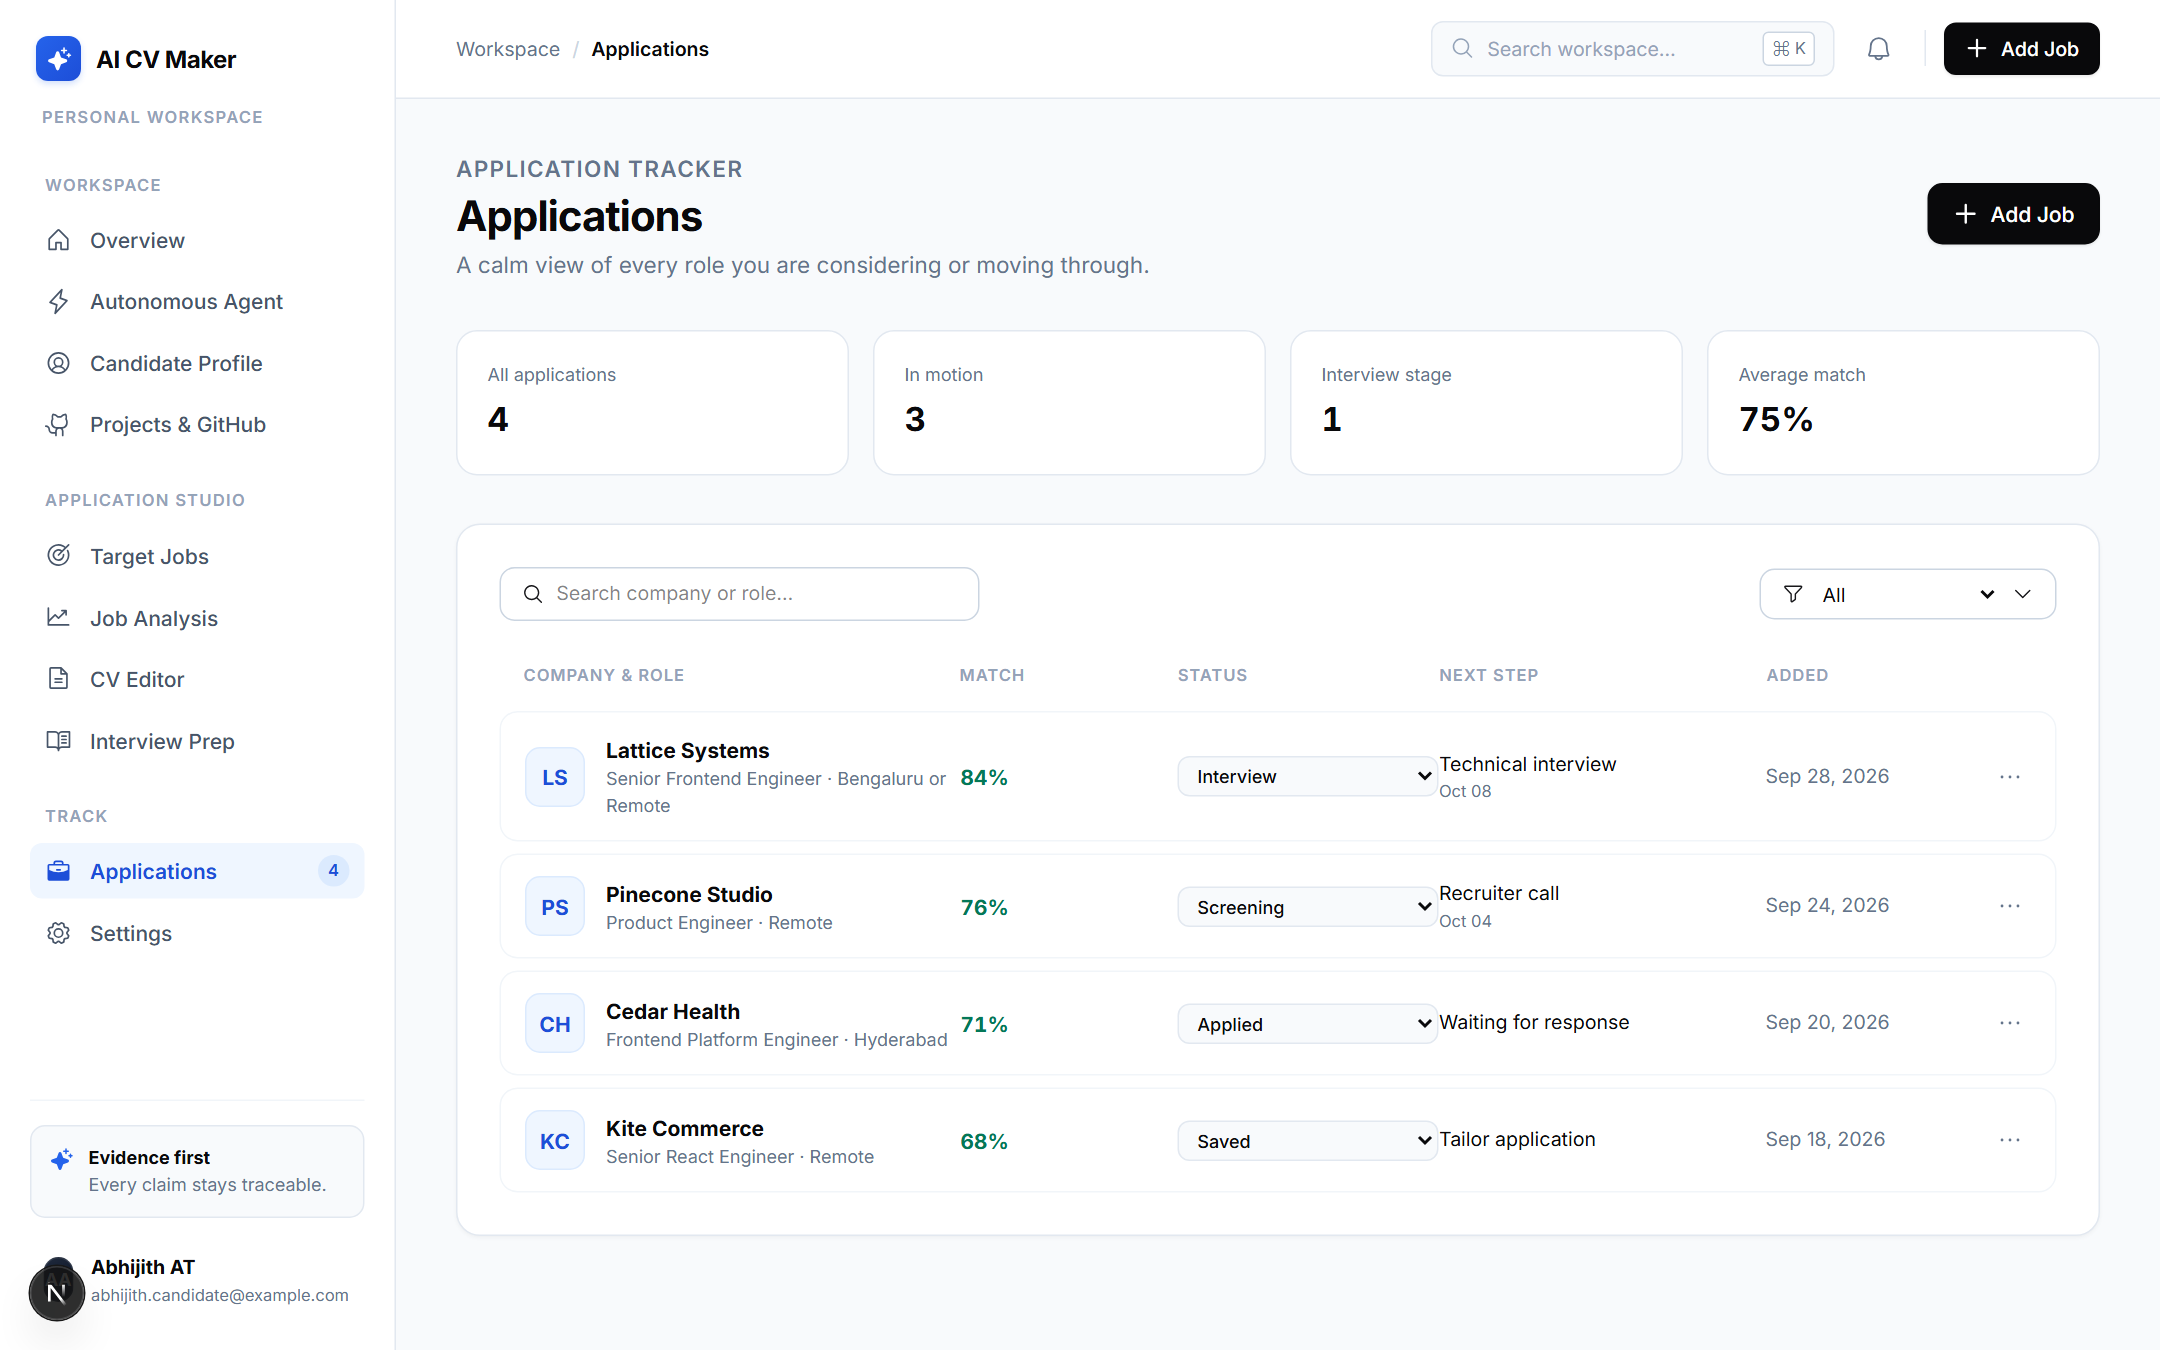 AI CV Maker
PERSONAL WORKSPACE
WORKSPACE
Overview
Autonomous Agent
Candidate Profile
Projects & GitHub
APPLICATION STUDIO
Target Jobs
Job Analysis
CV Editor
Interview Prep
TRACK
Applications 4
Settings
Evidence first
Every claim stays traceable.
N
Abhijith AT
abhijith.candidate@example.com
Workspace / Applications
Search workspace... ⌘ K
Add Job
APPLICATION TRACKER
Applications
A calm view of every role you are considering or moving through.
Add Job
All applications
4
In motion
3
Interview stage
1
Average match
75%
Search company or role...
All
COMPANY & ROLE MATCH STATUS NEXT STEP ADDED
LS
Lattice Systems
Senior Frontend Engineer · Bengaluru or
Remote
84%
Interview
Technical interview
Oct 08
Sep 28, 2026
···
PS
Pinecone Studio
Product Engineer · Remote
76%
Screening
Recruiter call
Oct 04
Sep 24, 2026
···
CH
Cedar Health
Frontend Platform Engineer · Hyderabad
71%
Applied
Waiting for response
Sep 20, 2026
···
KC
Kite Commerce
Senior React Engineer · Remote
68%
Saved
Tailor application
Sep 18, 2026
···